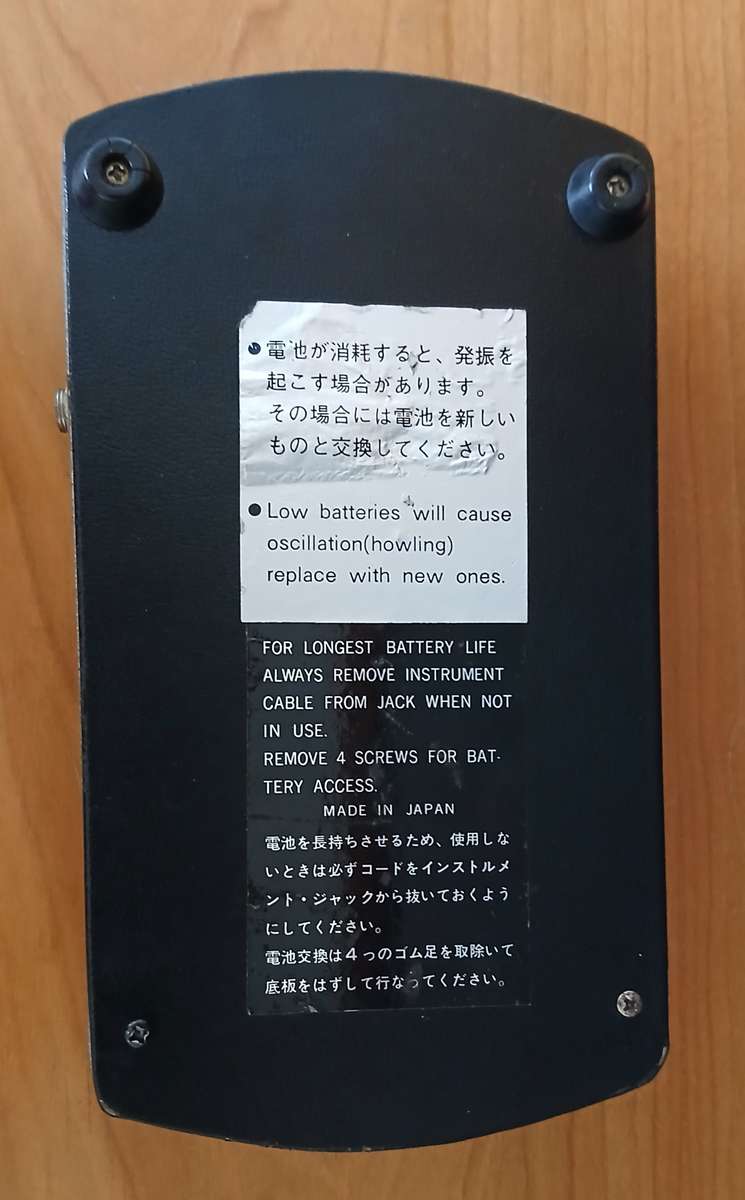 ● 電池が消耗すると、発振を
起こす場合があります。
その場合には電池を新しい
ものと交換してください。
● Low batteries will cause
oscillation(howling)
replace with new ones.
FOR LONGEST BATTERY LIFE
ALWAYS REMOVE INSTRUMENT
CABLE FROM JACK WHEN NOT
IN USE.
REMOVE 4 SCREWS FOR BAT-
TERY ACCESS.
MADE IN JAPAN
電池を長持ちさせるため、使用しな
いときは必ずコードをインストルメ
ント・ジャックから抜いておくよう
にしてください。
電池交換は4つのゴム足を取除いて
底板をはずして行なってください。